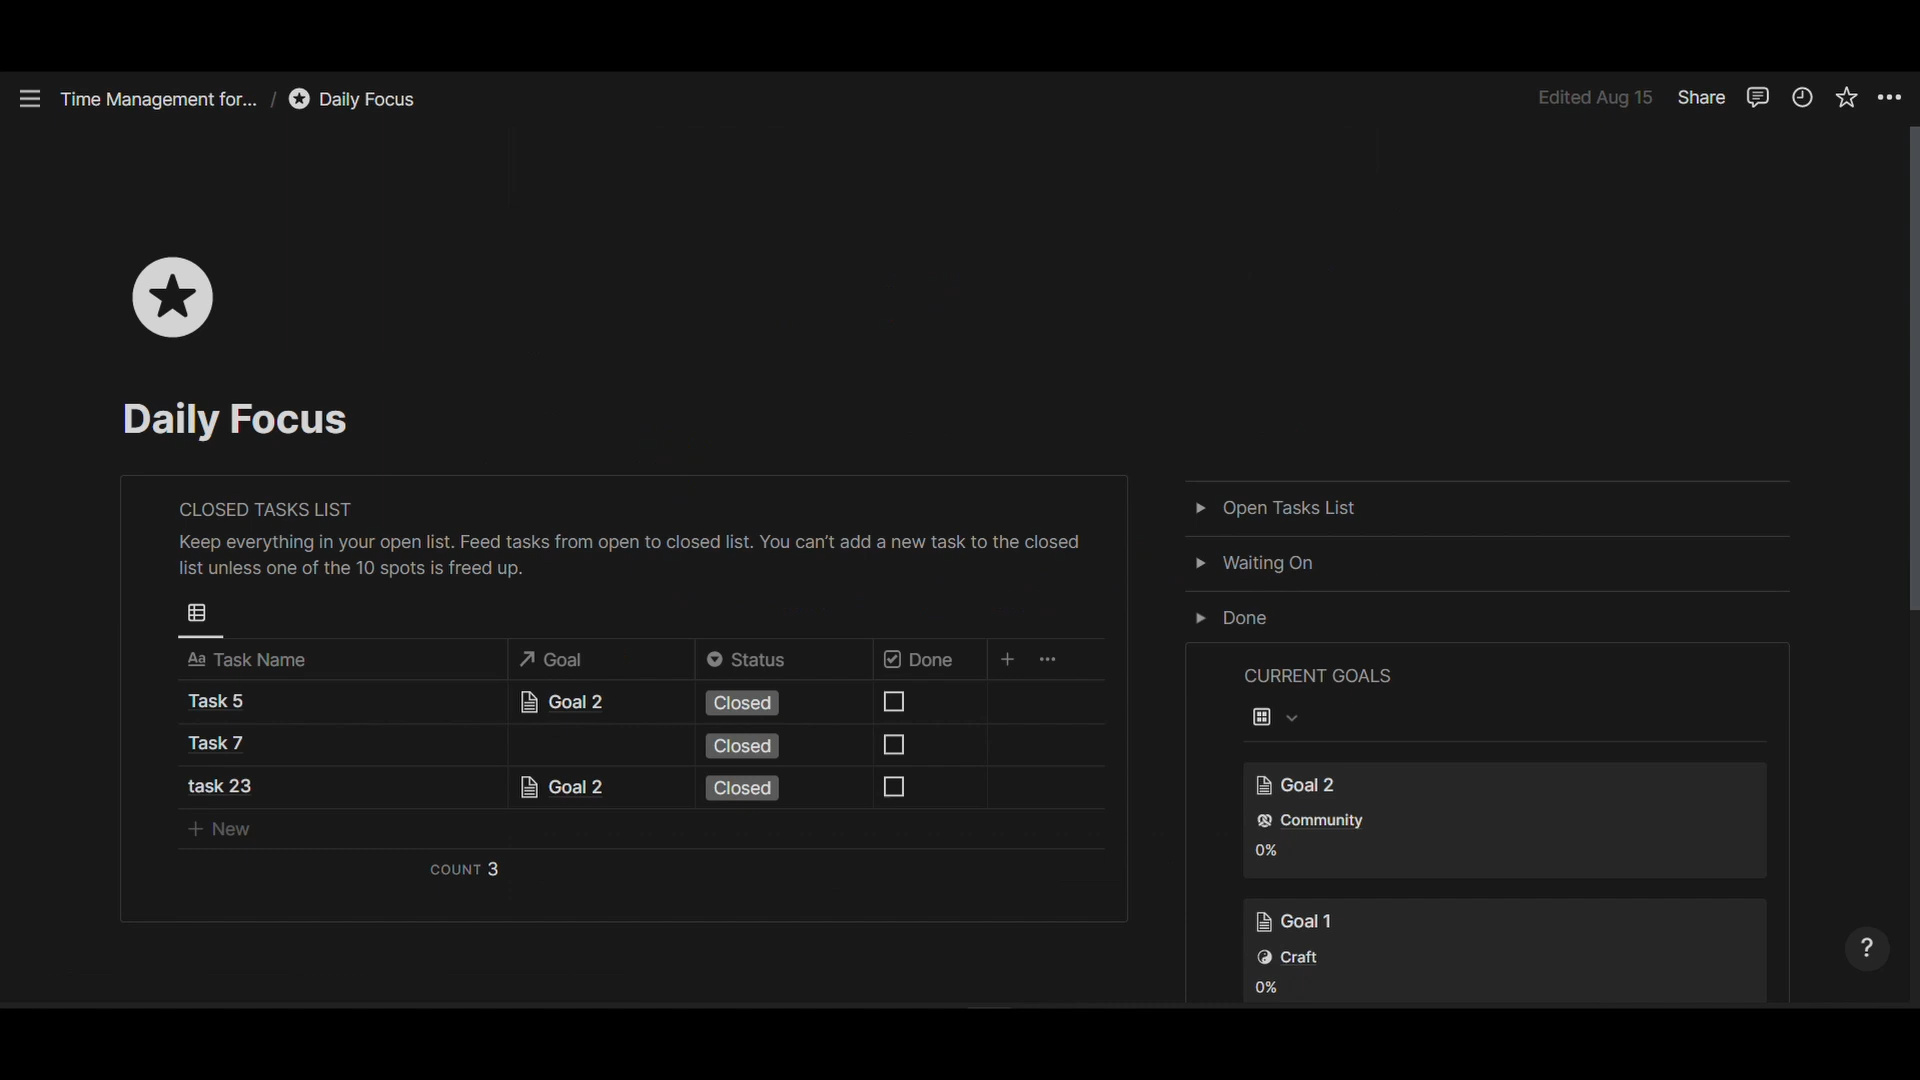 Time Management for... / Daily Focus
Edited Aug 15 Share
Daily Focus
CLOSED TASKS LIST
Keep everything in your open list. Feed tasks from open to closed list. You can’t add a new task to the closed
list unless one of the 10 spots is freed up.
Aa Task Name Goal Status Done
Task 5 Goal 2 Closed
Task 7 Closed
task 23 Goal 2 Closed
+ New
COUNT 3
Open Tasks List
Waiting On
Done
CURRENT GOALS
Goal 2
Community
0%
Goal 1
Craft
0%
?